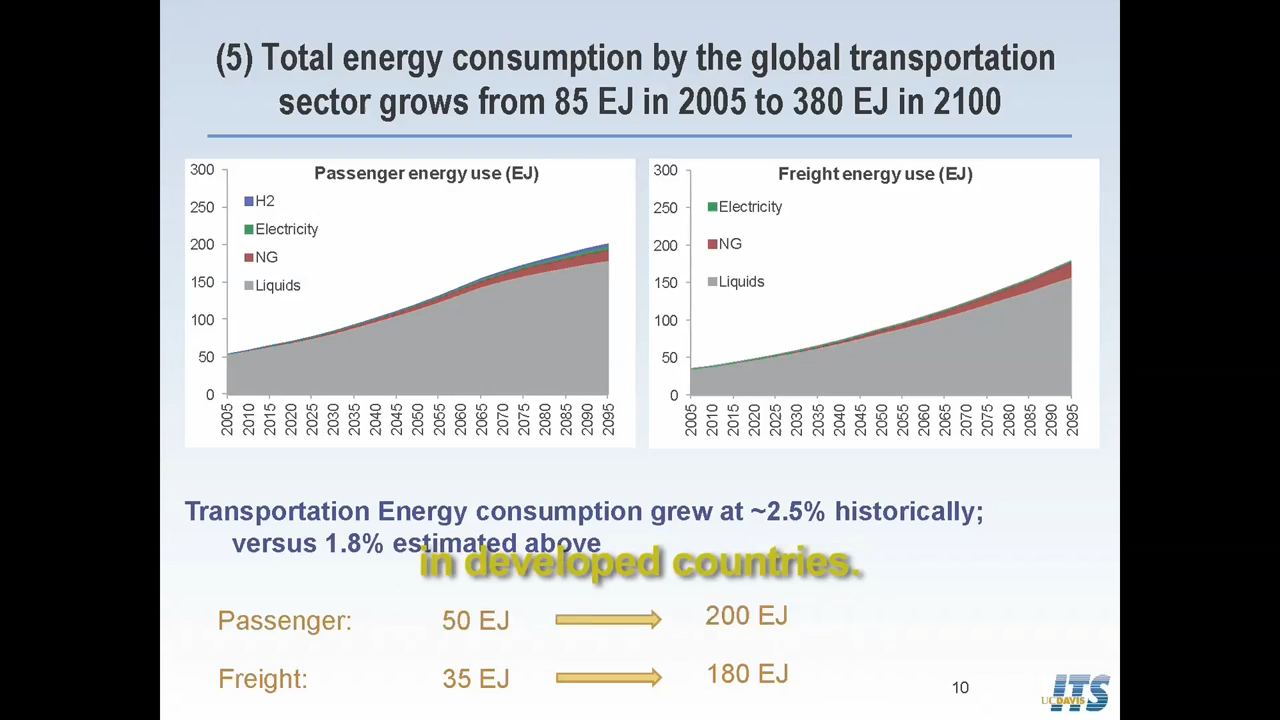 (5) Total energy consumption by the global transportation
sector grows from 85 EJ in 2005 to 380 EJ in 2100
Passenger energy use (EJ)
300
250
200
150
100
50
0
H2
Electricity
NG
Liquids
2005 2010 2015 2020 2025 2030 2035 2040 2045 2050 2055 2060 2065 2070 2075 2080 2085 2090 2095
Freight energy use (EJ)
300
250
200
150
100
50
0
Electricity
NG
Liquids
2005 2010 2015 2020 2025 2030 2035 2040 2045 2050 2055 2060 2065 2070 2075 2080 2085 2090 2095
Transportation Energy consumption grew at ~2.5% historically;
versus 1.8% estimated above
in developed countries.
Passenger: 50 EJ 200 EJ
Freight: 35 EJ 180 EJ
10
ITS
UC DAVIS